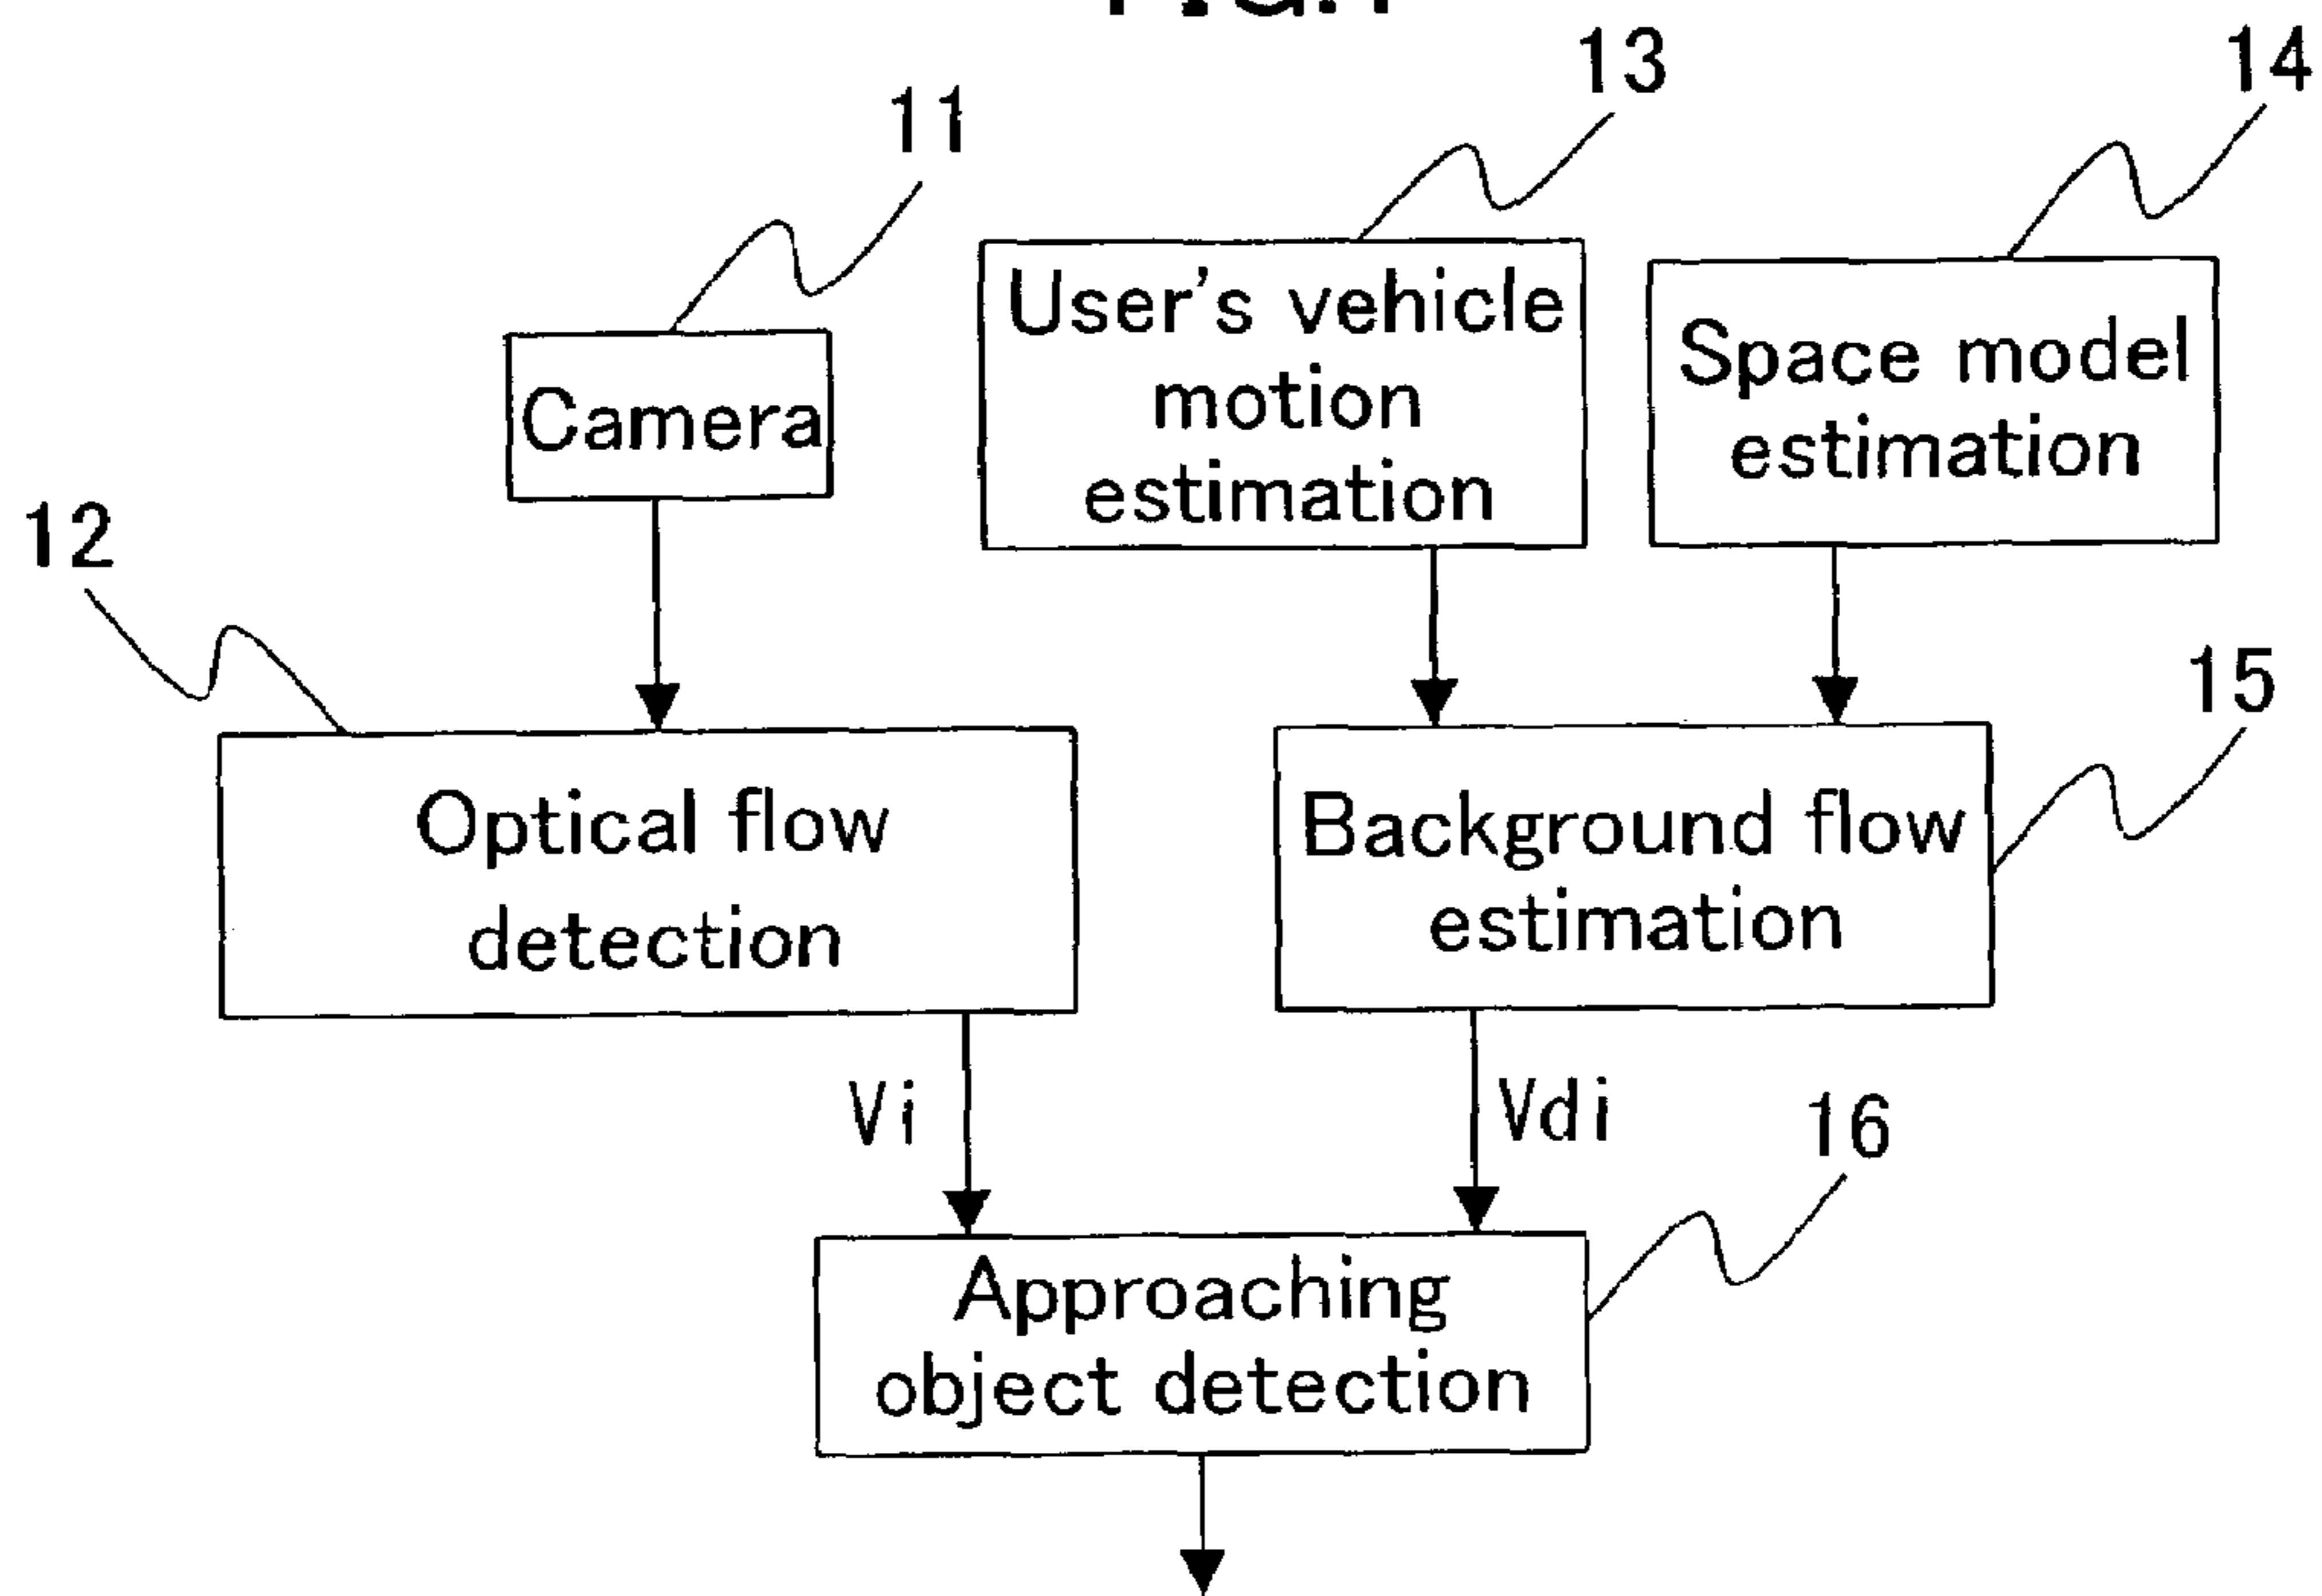 13
14
11
User's vehicle
motion
estimation
Space model
estimation
Camera
12
15
Optical flow
detection
Background flow
estimation
Vi
Vdi
16
Approaching
object detection